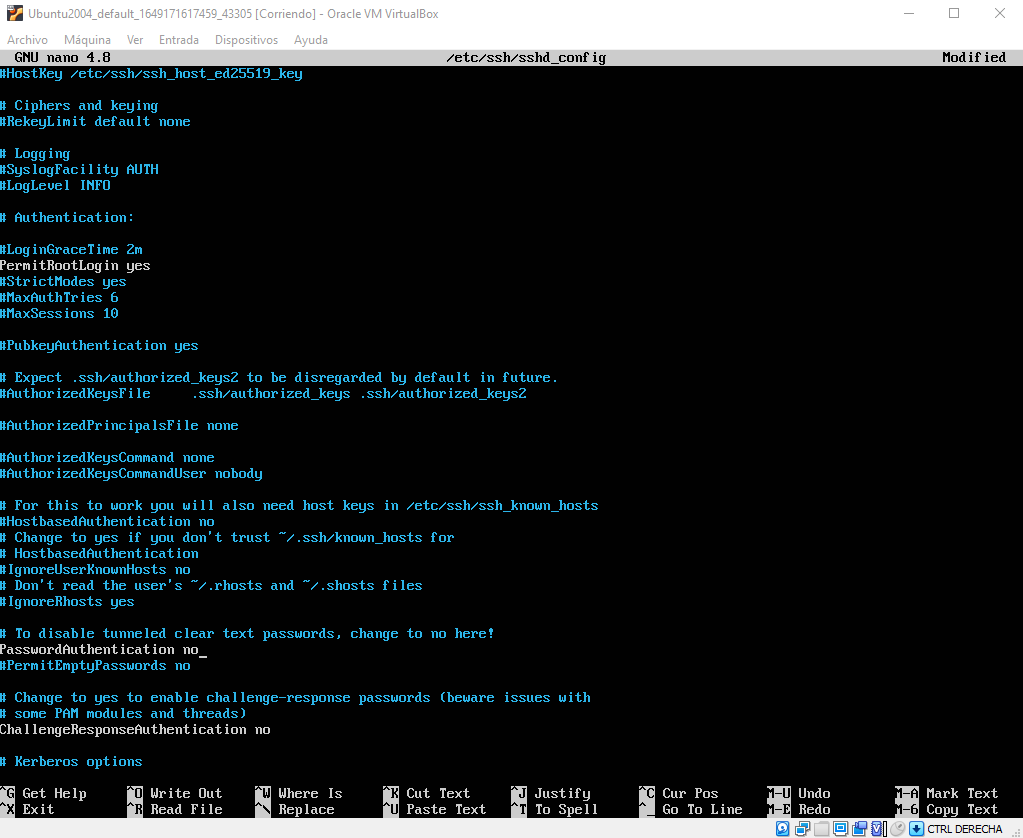 Ubuntu2004_default_1649171617459_43305 [Corriendo] - Oracle VM VirtualBox
Archivo Máquina Ver Entrada Dispositivos Ayuda
GNU nano 4.8 /etc/ssh/sshd_config Modified
#HostKey /etc/ssh/ssh_host_ed25519_key
# Ciphers and keying
#RekeyLimit default none
# Logging
#SyslogFacility AUTH
#LogLevel INFO
# Authentication:
#LoginGraceTime 2m
PermitRootLogin yes
#StrictModes yes
#MaxAuthTries 6
#MaxSessions 10
#PubkeyAuthentication yes
# Expect .ssh/authorized_keys2 to be disregarded by default in future.
#AuthorizedKeysFile .ssh/authorized_keys .ssh/authorized_keys2
#AuthorizedPrincipalsFile none
#AuthorizedKeysCommand none
#AuthorizedKeysCommandUser nobody
# For this to work you will also need host keys in /etc/ssh/ssh_known_hosts
#HostbasedAuthentication no
# Change to yes if you don't trust ~/.ssh/known_hosts for
# HostbasedAuthentication
#IgnoreUserKnownHosts no
# Don't read the user's ~/.rhosts and ~/.shosts files
#IgnoreRhosts yes
# To disable tunneled clear text passwords, change to no here!
PasswordAuthentication no_
#PermitEmptyPasswords no
# Change to yes to enable challenge-response passwords (beware issues with
# some PAM modules and threads)
ChallengeResponseAuthentication no
# Kerberos options
^G Get Help ^O Write Out ^W Where Is ^K Cut Text ^J Justify ^C Cur Pos M-U Undo M-A Mark Text
^X Exit ^R Read File ^\ Replace ^U Paste Text ^T To Spell ^_ Go To Line M-E Redo M-6 Copy Text
CTRL DERECHA